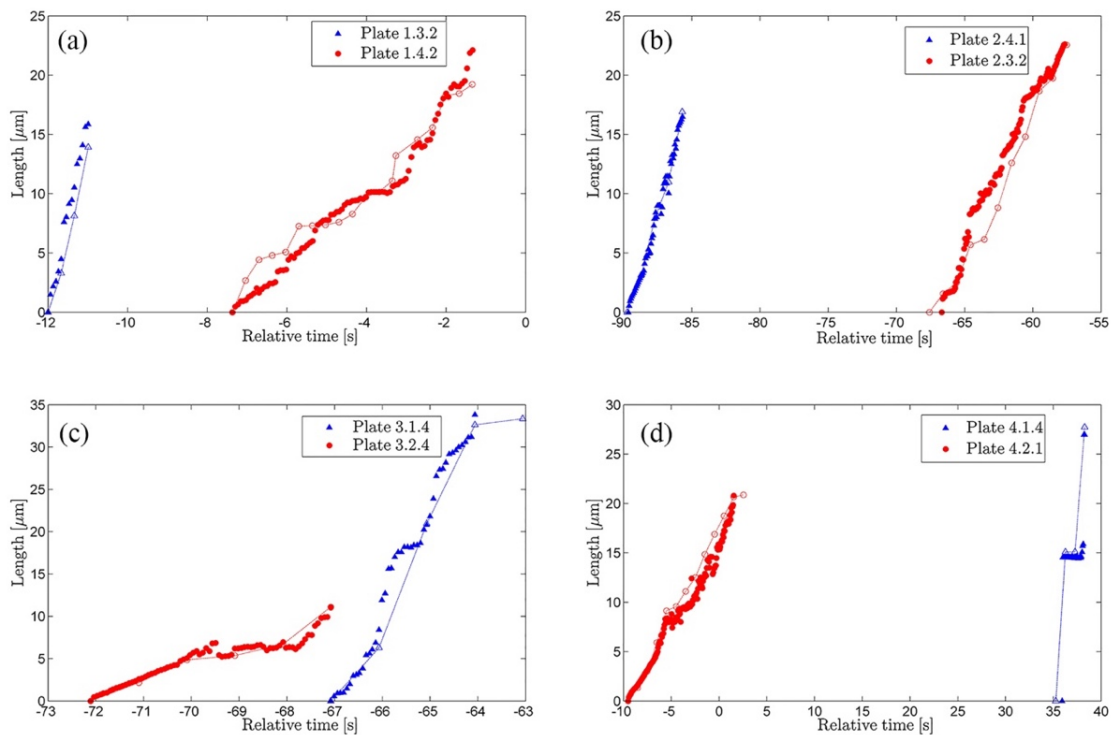 (a)
Plate 1.3.2
Plate 1.4.2
Length [μm]
25
20
15
10
5
0
-12 -10 -8 -6 -4 -2 0
Relative time [s]
(b)
Plate 2.4.1
Plate 2.3.2
Length [μm]
25
20
15
10
5
0
-90 -85 -80 -75 -70 -65 -60 -55
Relative time [s]
(c)
Plate 3.1.4
Plate 3.2.4
Length [μm]
35
30
25
20
15
10
5
0
-73 -72 -71 -70 -69 -68 -67 -66 -65 -64 -63
Relative time [s]
(d)
Plate 4.1.4
Plate 4.2.1
Length [μm]
30
25
20
15
10
5
0
-10 -5 0 5 10 15 20 25 30 35 40
Relative time [s]